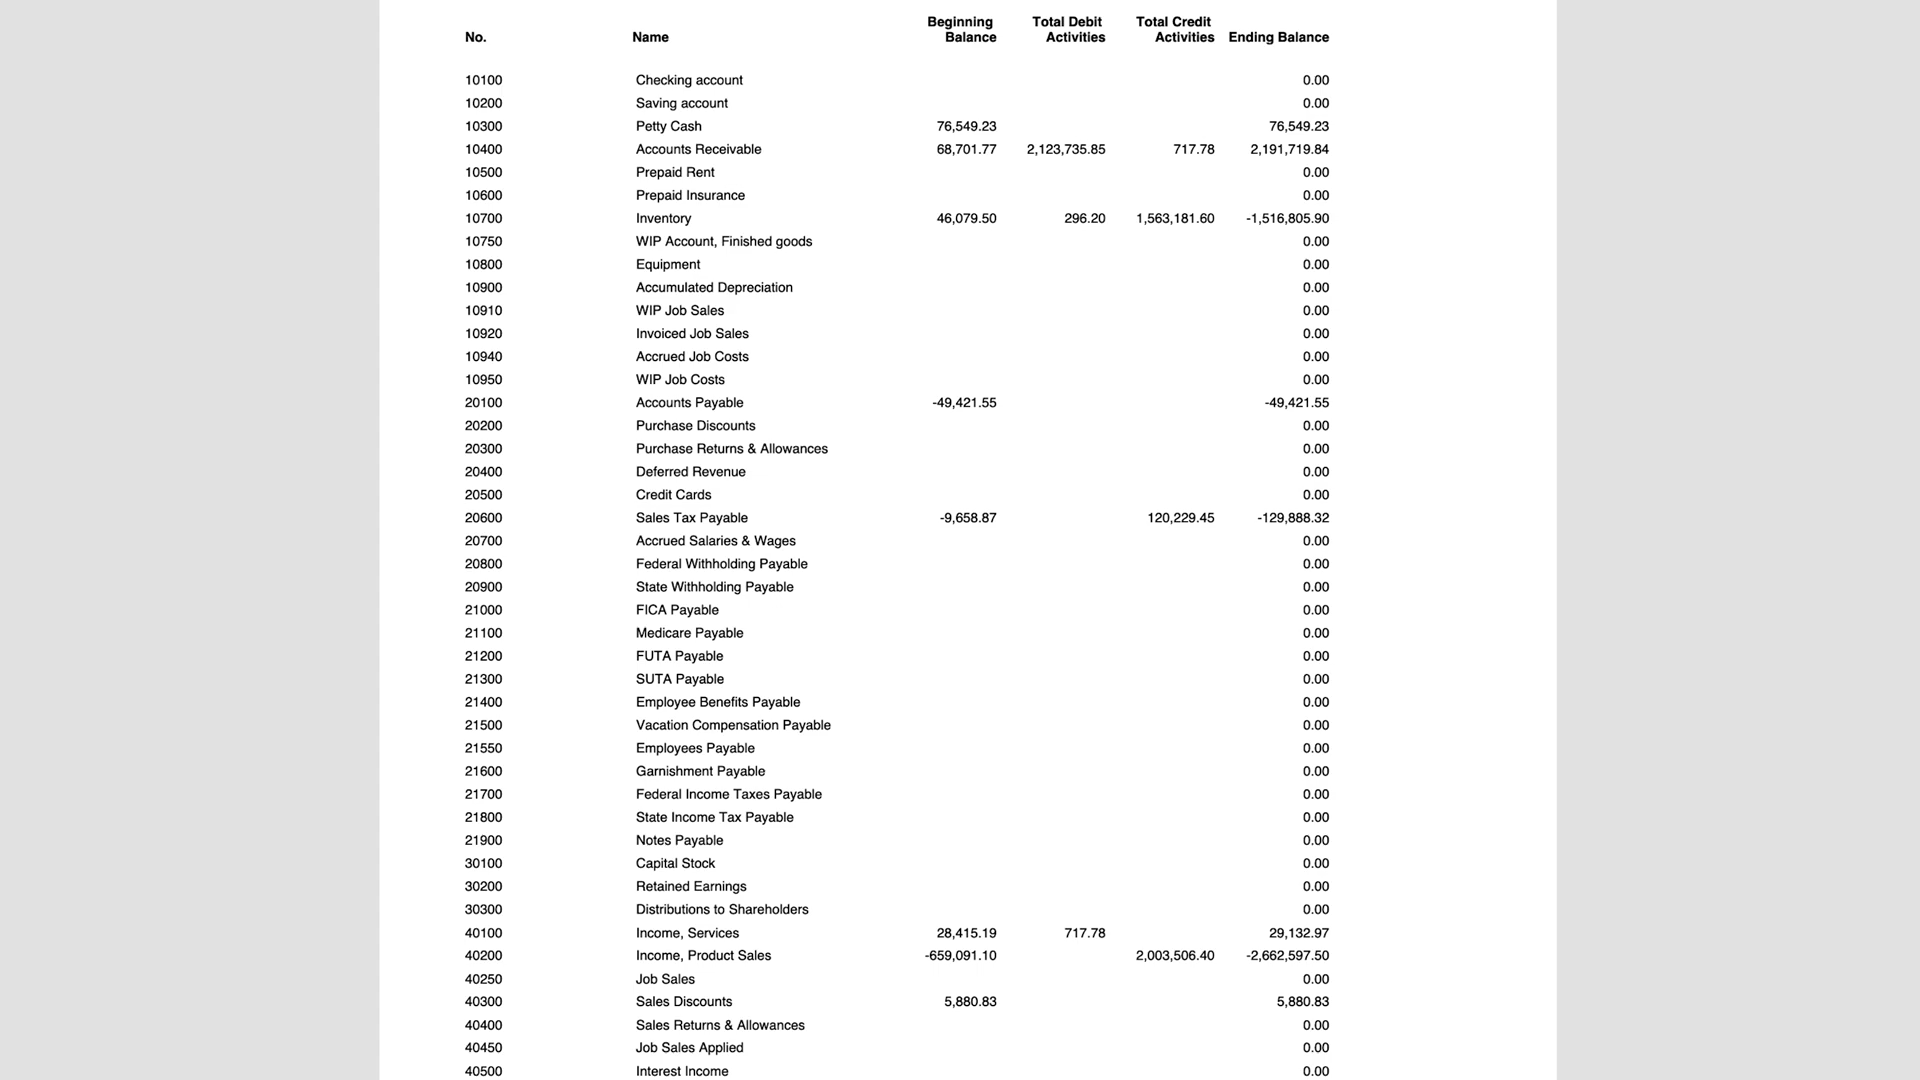 No. Name Beginning Balance Total Debit Activities Total Credit Activities Ending Balance
10100 Checking account 0.00
10200 Saving account 0.00
10300 Petty Cash 76,549.23 76,549.23
10400 Accounts Receivable 68,701.77 2,123,735.85 717.78 2,191,719.84
10500 Prepaid Rent 0.00
10600 Prepaid Insurance 0.00
10700 Inventory 46,079.50 296.20 1,563,181.60 -1,516,805.90
10750 WIP Account, Finished goods 0.00
10800 Equipment 0.00
10900 Accumulated Depreciation 0.00
10910 WIP Job Sales 0.00
10920 Invoiced Job Sales 0.00
10940 Accrued Job Costs 0.00
10950 WIP Job Costs 0.00
20100 Accounts Payable -49,421.55 -49,421.55
20200 Purchase Discounts 0.00
20300 Purchase Returns & Allowances 0.00
20400 Deferred Revenue 0.00
20500 Credit Cards 0.00
20600 Sales Tax Payable -9,658.87 120,229.45 -129,888.32
20700 Accrued Salaries & Wages 0.00
20800 Federal Withholding Payable 0.00
20900 State Withholding Payable 0.00
21000 FICA Payable 0.00
21100 Medicare Payable 0.00
21200 FUTA Payable 0.00
21300 SUTA Payable 0.00
21400 Employee Benefits Payable 0.00
21500 Vacation Compensation Payable 0.00
21550 Employees Payable 0.00
21600 Garnishment Payable 0.00
21700 Federal Income Taxes Payable 0.00
21800 State Income Tax Payable 0.00
21900 Notes Payable 0.00
30100 Capital Stock 0.00
30200 Retained Earnings 0.00
30300 Distributions to Shareholders 0.00
40100 Income, Services 28,415.19 717.78 29,132.97
40200 Income, Product Sales -659,091.10 2,003,506.40 -2,662,597.50
40250 Job Sales 0.00
40300 Sales Discounts 5,880.83 5,880.83
40400 Sales Returns & Allowances 0.00
40450 Job Sales Applied 0.00
40500 Interest Income 0.00